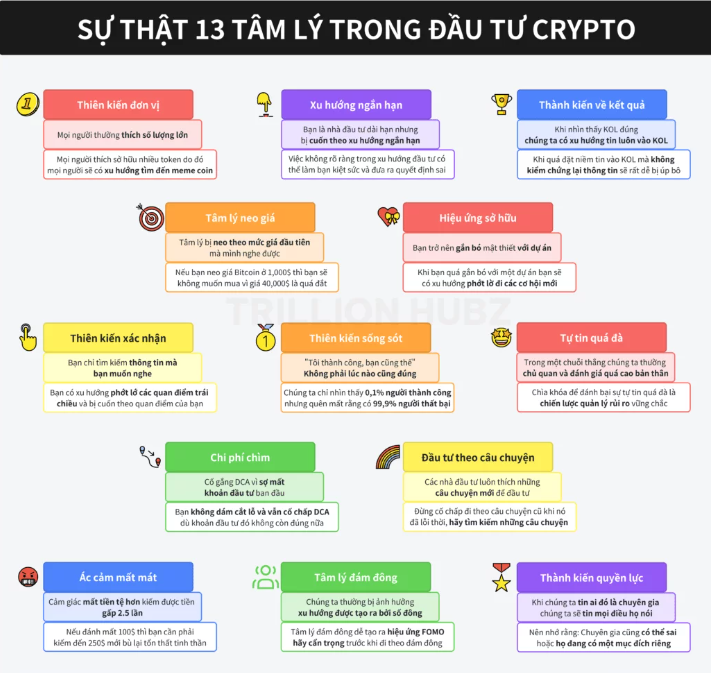 SỰ THẬT 13 TÂM LÝ TRONG ĐẦU TƯ CRYPTO
1
Thiên kiến đơn vị
Mọi người thường thích số lượng lớn
Mọi người thích sở hữu nhiều token do đó
mọi người sẽ có xu hướng tìm đến meme coin
Xu hướng ngắn hạn
Bạn là nhà đầu tư dài hạn nhưng
bị cuốn theo xu hướng ngắn hạn
Việc không rõ ràng trong xu hướng đầu tư có
thể làm bạn kiệt sức và đưa ra quyết định sai
Thành kiến về kết quả
Khi nhìn thấy KOL đúng
chúng ta có xu hướng tin luôn vào KOL
Khi quá đặt niềm tin vào KOL mà không
kiểm chứng lại thông tin sẽ rất dễ bị úp bô
Tâm lý neo giá
Tâm lý bị neo theo mức giá đầu tiên
mà mình nghe được
Nếu bạn neo giá Bitcoin ở 1,000$ thì bạn sẽ
không muốn mua vì giá 40,000$ là quá đắt
Hiệu ứng sở hữu
Bạn trở nên gắn bó mật thiết với dự án
Khi bạn quá gắn bó với một dự án bạn sẽ
có xu hướng phớt lờ đi các cơ hội mới
TRILLION HUBZ
Thiên kiến xác nhận
Bạn chỉ tìm kiếm thông tin mà
bạn muốn nghe
Bạn có xu hướng phớt lờ các quan điểm trái
chiều và bị cuốn theo quan điểm của bạn
1
Thiên kiến sống sót
"Tôi thành công, bạn cũng thế"
Không phải lúc nào cũng đúng
Chúng ta chỉ nhìn thấy 0,1% người thành công
nhưng quên mất rằng có 99,9% người thất bại
Tự tin quá đà
Trong một chuỗi thắng chúng ta thường
chủ quan và đánh giá quá cao bản thân
Chìa khóa để đánh bại sự tự tin quá đà là
chiến lược quản lý rủi ro vững chắc
Chi phí chìm
Cố gắng DCA vì sợ mất
khoản đầu tư ban đầu
Bạn không dám cắt lỗ và vẫn cố chấp DCA
dù khoản đầu tư đó không còn đúng nữa
Đầu tư theo câu chuyện
Các nhà đầu tư luôn thích những
câu chuyện mới để đầu tư
Đừng cố chấp đi theo câu chuyện cũ khi nó
đã lỗi thời, hãy tìm kiếm những câu chuyện
Ác cảm mất mát
Cảm giác mất tiền tệ hơn kiếm được tiền
gấp 2.5 lần
Nếu đánh mất 100$ thì bạn cần phải
kiếm đến 250$ mới bù lại tổn thất tinh thần
Tâm lý đám đông
Chúng ta thường bị ảnh hưởng
xu hướng được tạo ra bởi số đông
Tâm lý đám đông dễ tạo ra hiệu ứng FOMO
hãy cẩn trọng trước khi đi theo đám đông
Thành kiến quyền lực
Khi chúng ta tin ai đó là chuyên gia
chúng ta sẽ tin mọi điều họ nói
Nên nhớ rằng: Chuyên gia cũng có thể sai
hoặc họ đang có một mục đích riêng